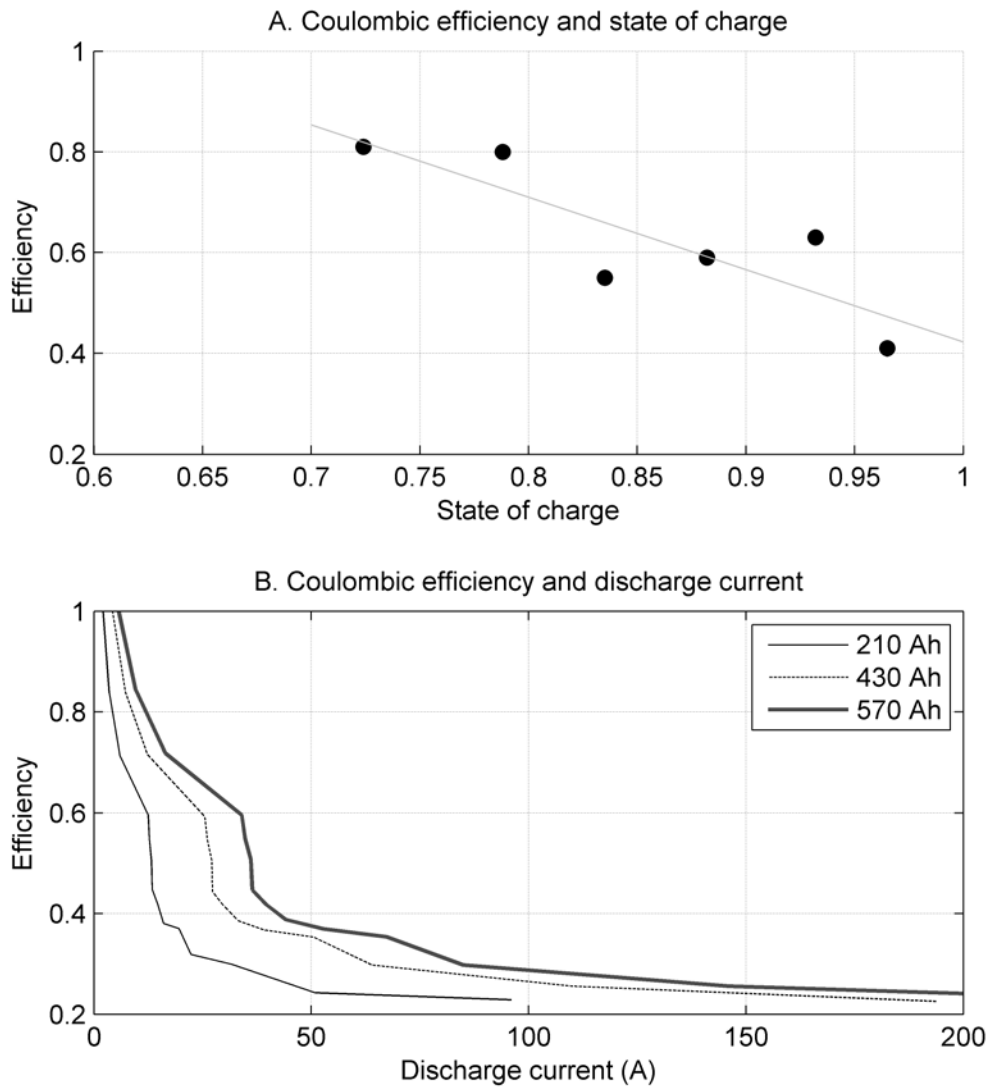 A. Coulombic efficiency and state of charge
1
0.8
0.6
0.4
0.2
Efficiency
0.6 0.65 0.7 0.75 0.8 0.85 0.9 0.95 1
State of charge
B. Coulombic efficiency and discharge current
1
0.8
0.6
0.4
0.2
Efficiency
210 Ah
430 Ah
570 Ah
0 50 100 150 200
Discharge current (A)